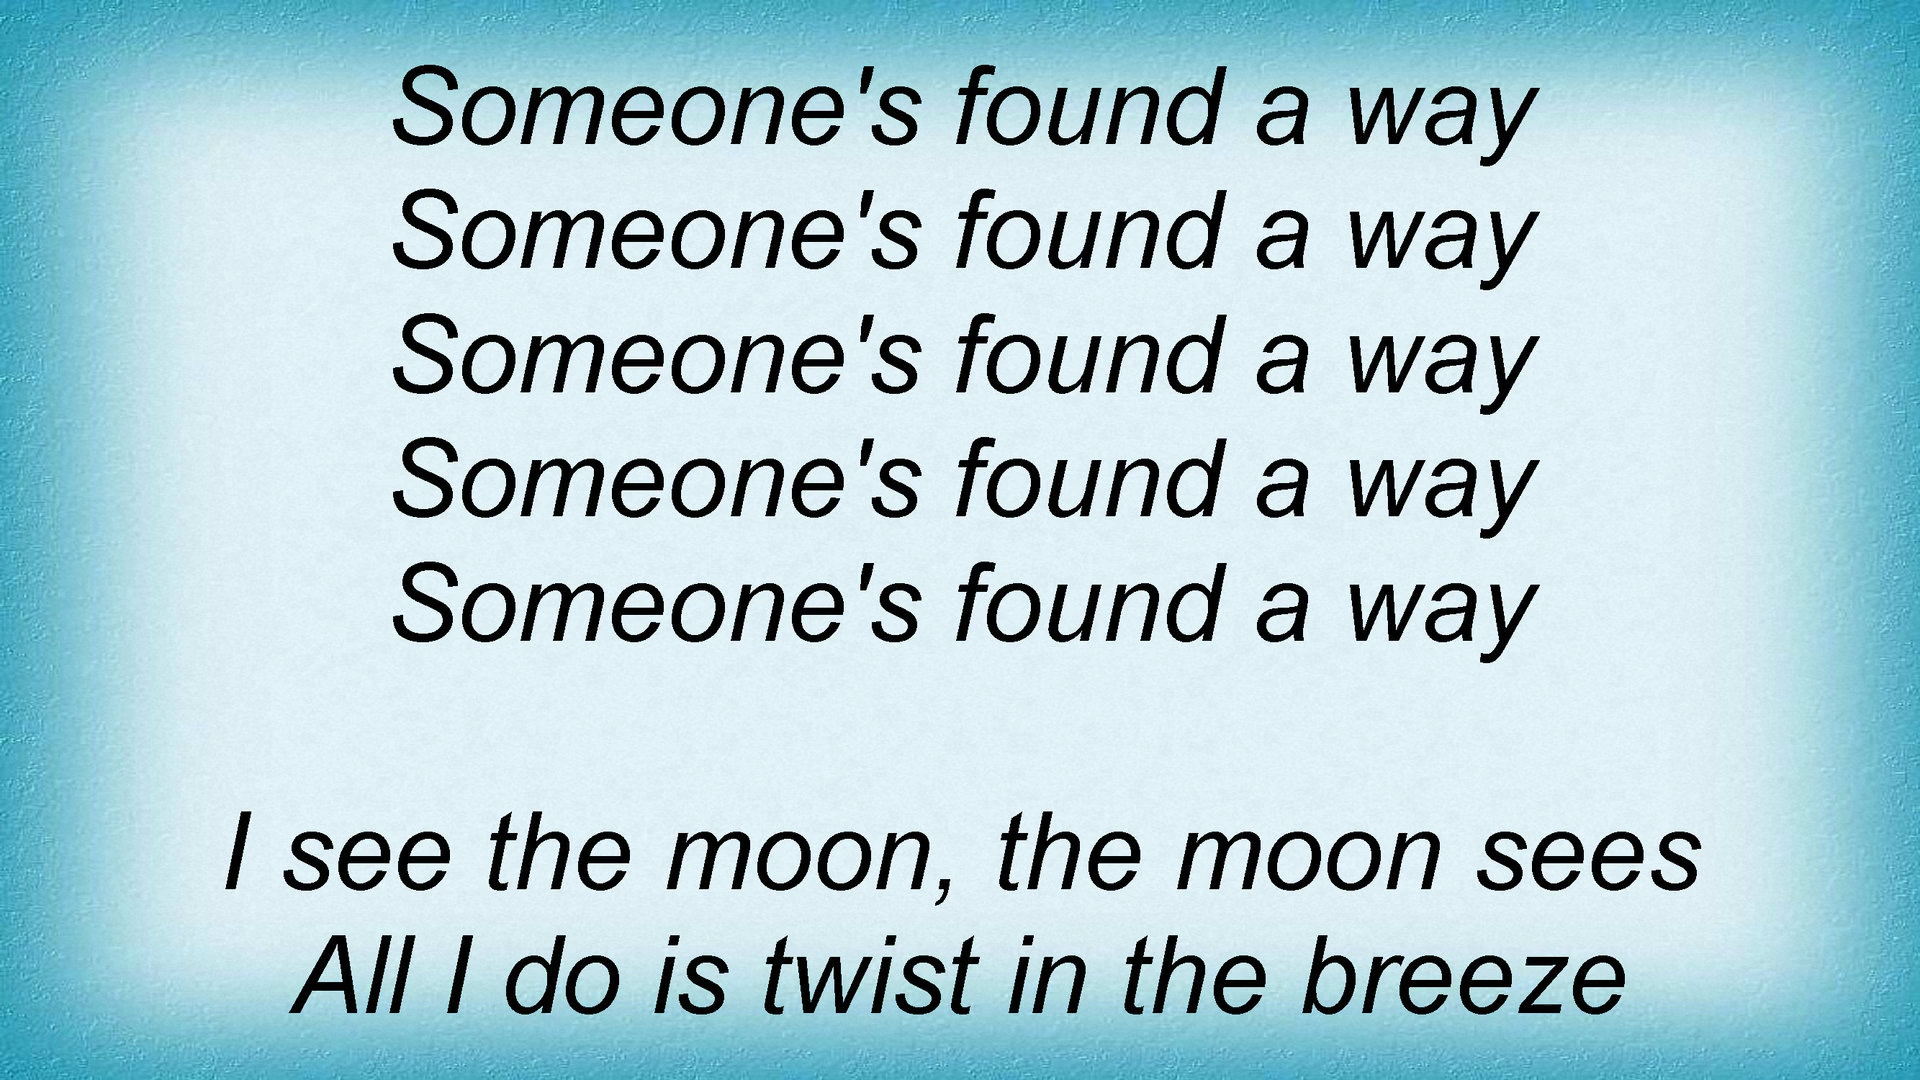 Someone's found a way
Someone's found a way
Someone's found a way
Someone's found a way
Someone's found a way
I see the moon, the moon sees
All I do is twist in the breeze